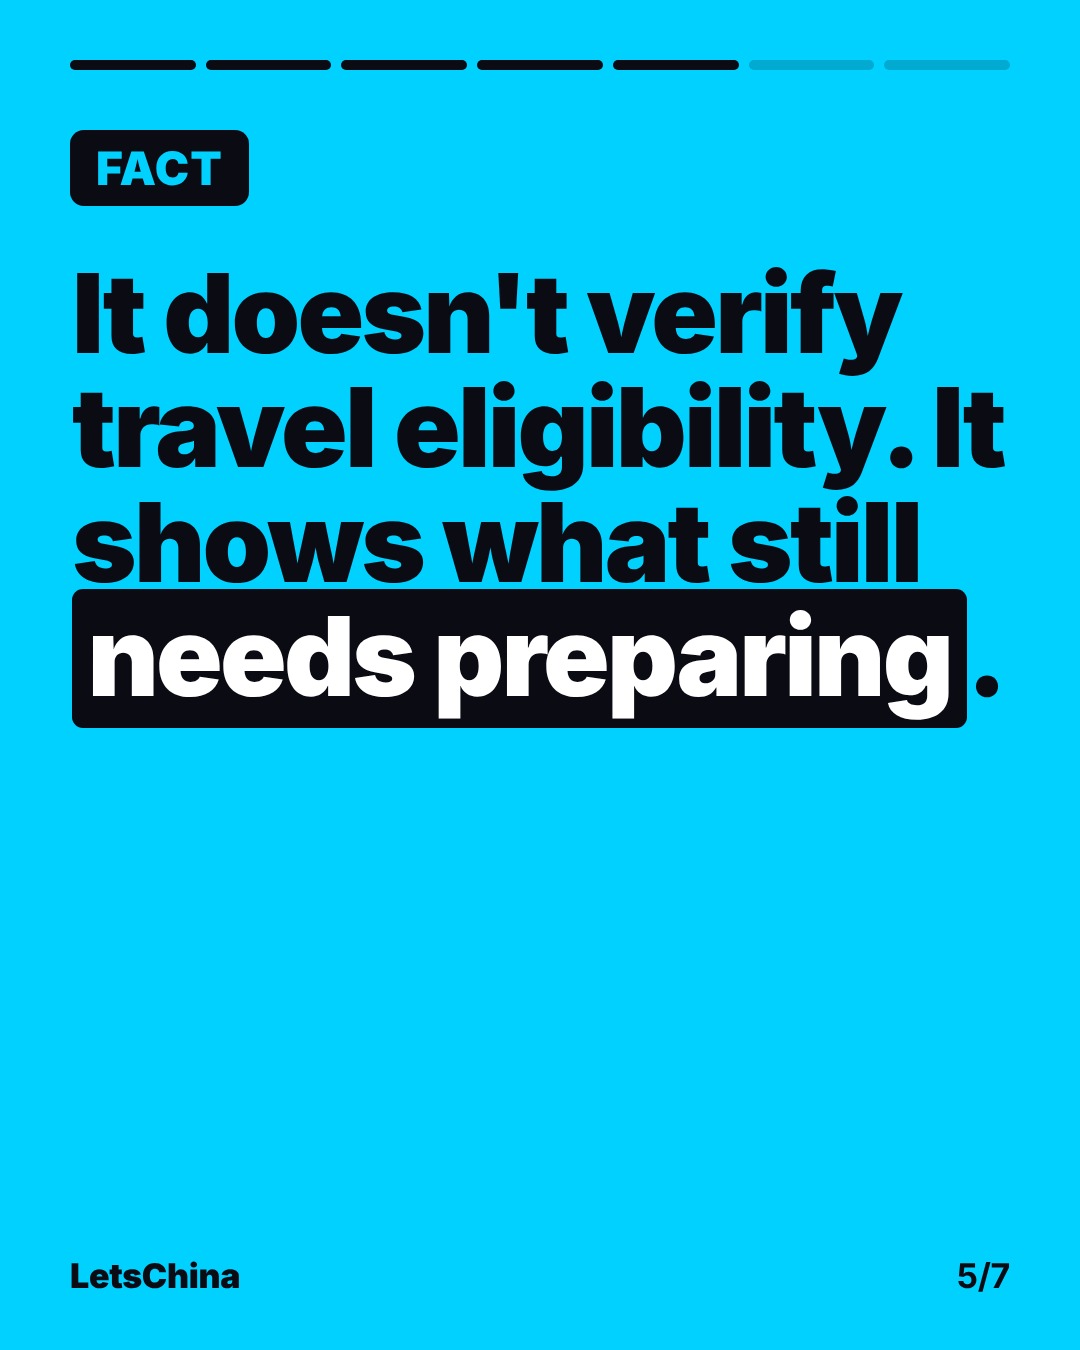 FACT
It doesn't verify
travel eligibility. It
shows what still
needs preparing.
LetsChina
5/7